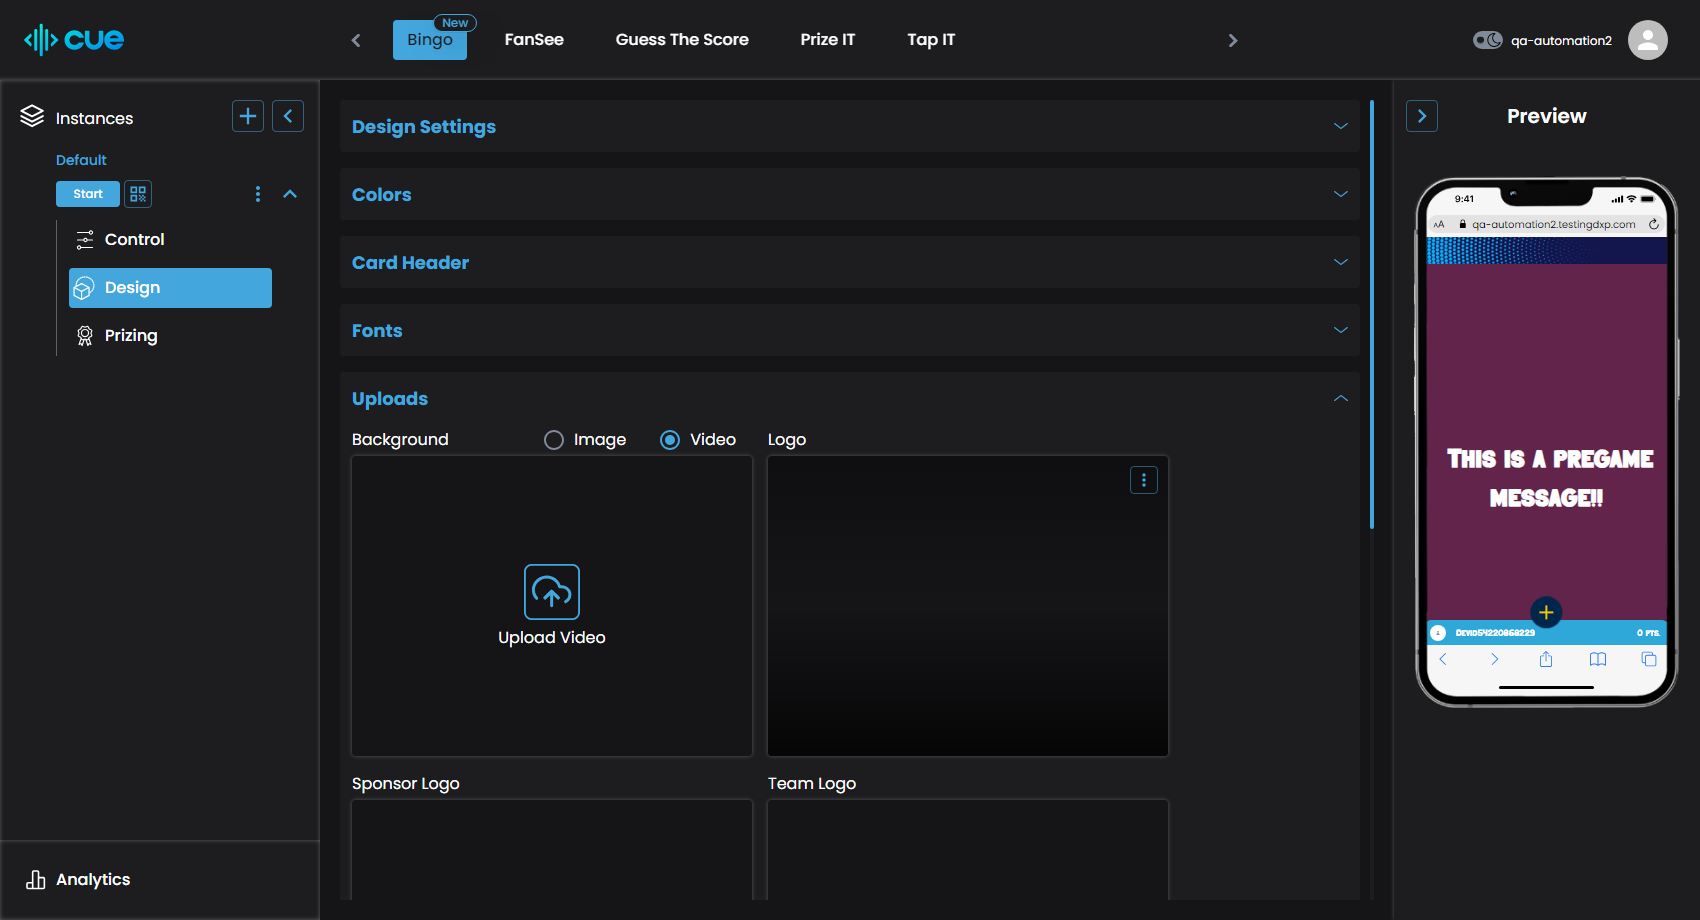 cue
Bingo
New
FanSee
Guess The Score
Prize IT
Tap IT
qa-automation2
Instances
Default
Start
Control
Design
Prizing
Analytics
Design Settings
Colors
Card Header
Fonts
Uploads
Background
Image
Video
Logo
Upload Video
Sponsor Logo
Team Logo
Preview
9:41
AA
qa-automation2.testingdxp.com
THIS IS A PREGAME
MESSAGE!!
DEVID54220868229
0 PTS.